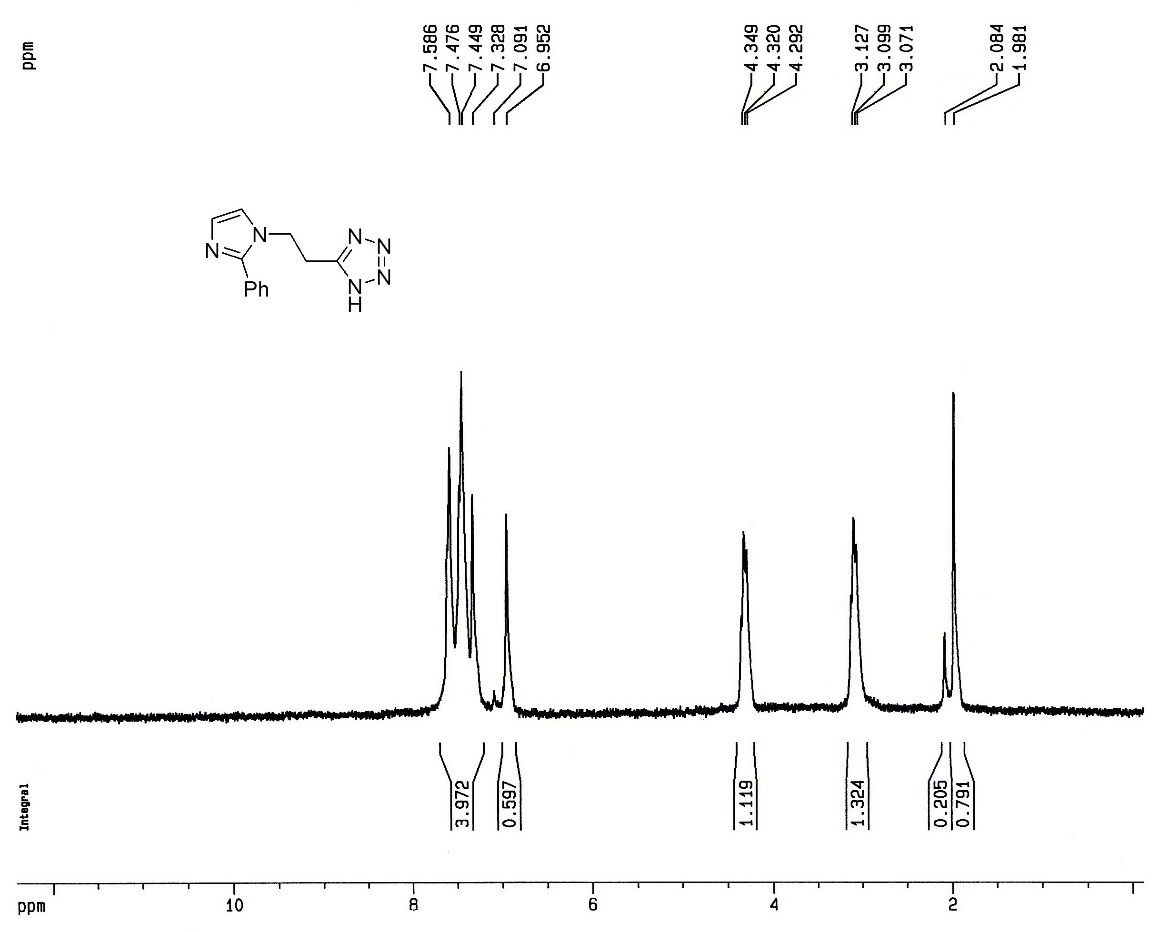 ppm
7.586
7.476
7.449
7.328
7.091
6.952
4.349
4.320
4.292
3.127
3.099
3.071
2.084
1.981
N
N
Ph
N
N
N
N
H
Integral
3.972
0.597
1.119
1.324
0.205
0.791
ppm 10 8 6 4 2